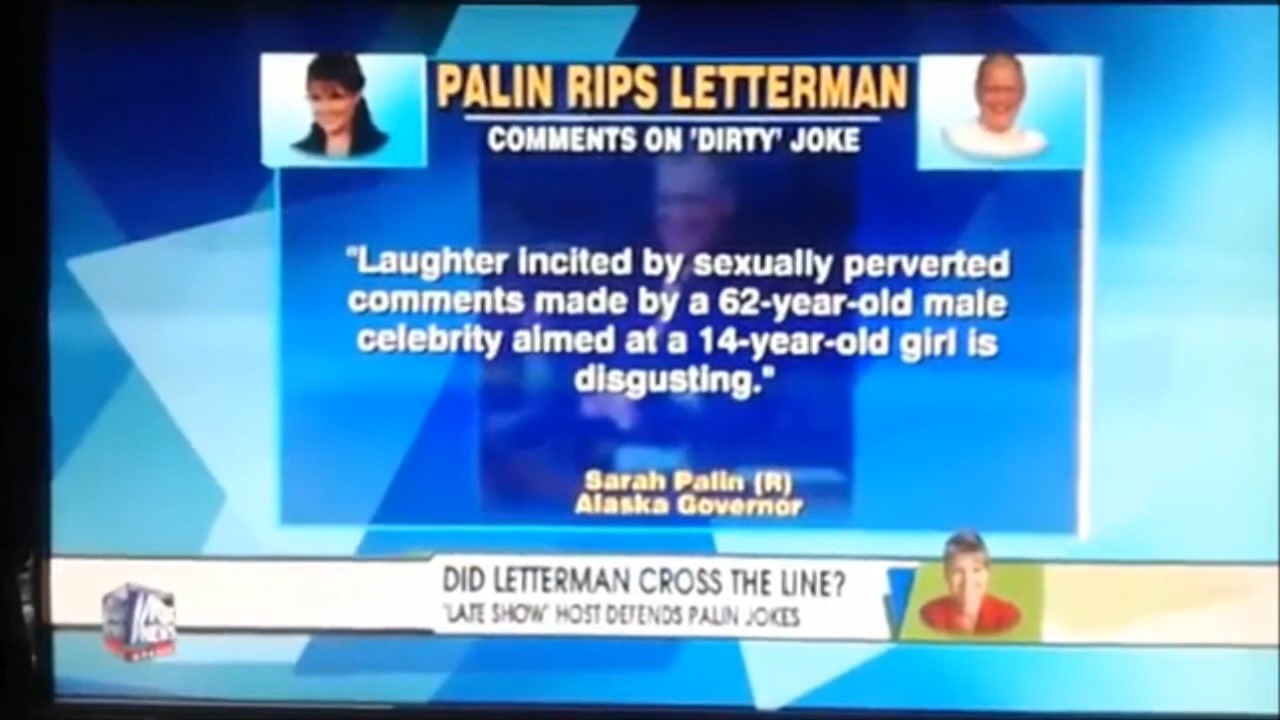 PALIN RIPS LETTERMAN
COMMENTS ON 'DIRTY' JOKE
"Laughter incited by sexually perverted
comments made by a 62-year-old male
celebrity aimed at a 14-year-old girl is
disgusting."
Sarah Palin (R)
Alaska Governor
DID LETTERMAN CROSS THE LINE?
'LATE SHOW' HOST DEFENDS PALIN JOKES
NEWS